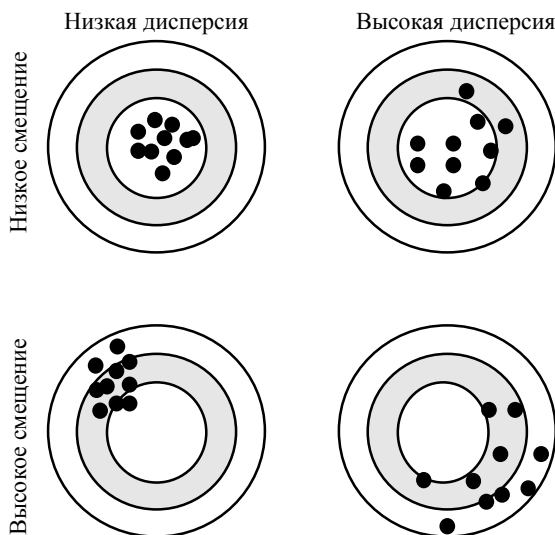 Низкая дисперсия
Высокая дисперсия
Низкое смещение
Высокое смещение